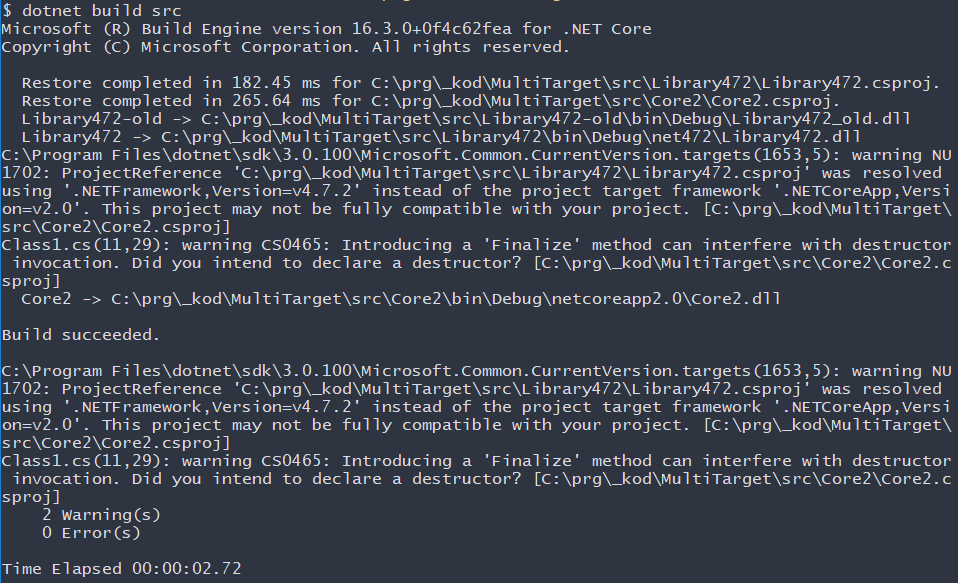 $ dotnet build src
Microsoft (R) Build Engine version 16.3.0+0f4c62fea for .NET Core
Copyright (C) Microsoft Corporation. All rights reserved.

  Restore completed in 182.45 ms for C:\prg\_kod\MultiTarget\src\Library472\Library472.csproj.
  Restore completed in 265.64 ms for C:\prg\_kod\MultiTarget\src\Core2\Core2.csproj.
  Library472-old -> C:\prg\_kod\MultiTarget\src\Library472-old\bin\Debug\Library472_old.dll
  Library472 -> C:\prg\_kod\MultiTarget\src\Library472\bin\Debug\net472\Library472.dll
C:\Program Files\dotnet\sdk\3.0.100\Microsoft.Common.CurrentVersion.targets(1653,5): warning NU
1702: ProjectReference 'C:\prg\_kod\MultiTarget\src\Library472\Library472.csproj' was resolved
using '.NETFramework,Version=v4.7.2' instead of the project target framework '.NETCoreApp,Versi
on=v2.0'. This project may not be fully compatible with your project. [C:\prg\_kod\MultiTarget\
src\Core2\Core2.csproj]
Class1.cs(11,29): warning CS0465: Introducing a 'Finalize' method can interfere with destructor
 invocation. Did you intend to declare a destructor? [C:\prg\_kod\MultiTarget\src\Core2\Core2.c
sproj]
  Core2 -> C:\prg\_kod\MultiTarget\src\Core2\bin\Debug\netcoreapp2.0\Core2.dll

Build succeeded.

C:\Program Files\dotnet\sdk\3.0.100\Microsoft.Common.CurrentVersion.targets(1653,5): warning NU
1702: ProjectReference 'C:\prg\_kod\MultiTarget\src\Library472\Library472.csproj' was resolved
using '.NETFramework,Version=v4.7.2' instead of the project target framework '.NETCoreApp,Versi
on=v2.0'. This project may not be fully compatible with your project. [C:\prg\_kod\MultiTarget\
src\Core2\Core2.csproj]
Class1.cs(11,29): warning CS0465: Introducing a 'Finalize' method can interfere with destructor
 invocation. Did you intend to declare a destructor? [C:\prg\_kod\MultiTarget\src\Core2\Core2.c
sproj]
    2 Warning(s)
    0 Error(s)

Time Elapsed 00:00:02.72